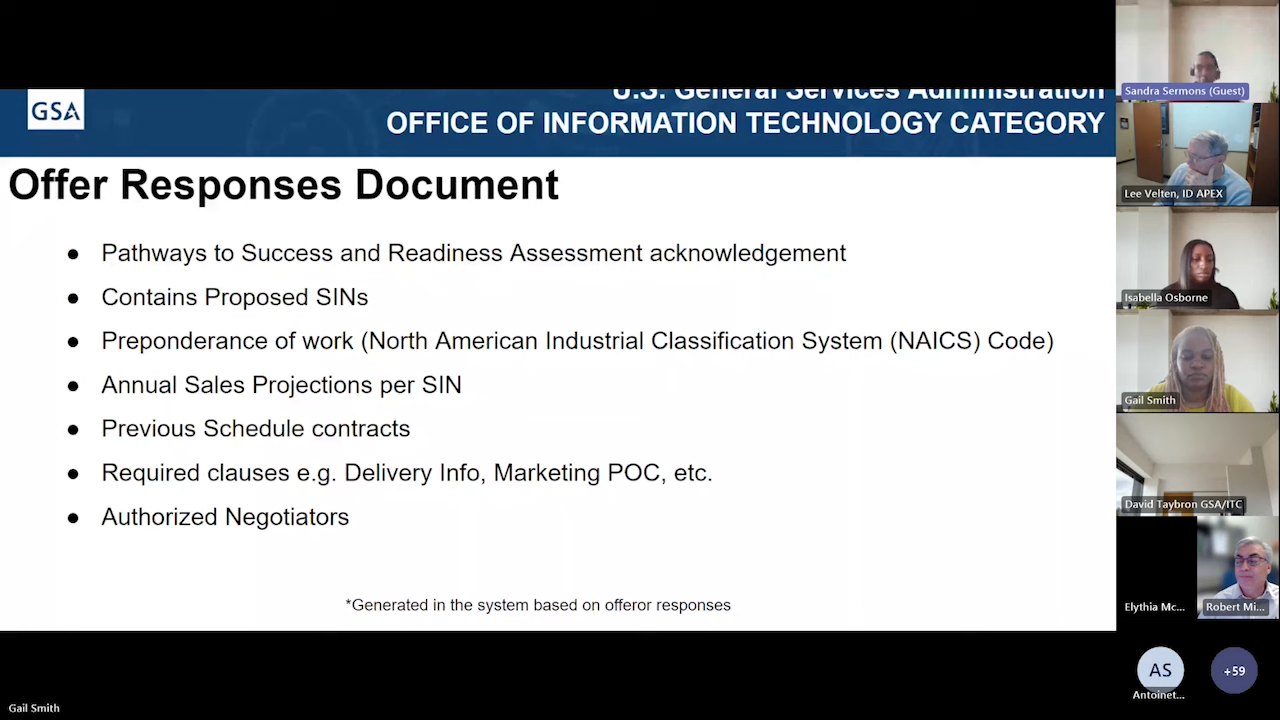 GSA
U.S. General Services Administration
OFFICE OF INFORMATION TECHNOLOGY CATEGORY
Offer Responses Document
● Pathways to Success and Readiness Assessment acknowledgement
● Contains Proposed SINs
● Preponderance of work (North American Industrial Classification System (NAICS) Code)
● Annual Sales Projections per SIN
● Previous Schedule contracts
● Required clauses e.g. Delivery Info, Marketing POC, etc.
● Authorized Negotiators
*Generated in the system based on offeror responses
Sandra Sermons (Guest)
Lee Velten, ID APEX
Isabella Osborne
Gail Smith
David Taybron GSA/ITC
Elythia Mc...
Robert Mi...
AS
Antoinet...
+59
Gail Smith